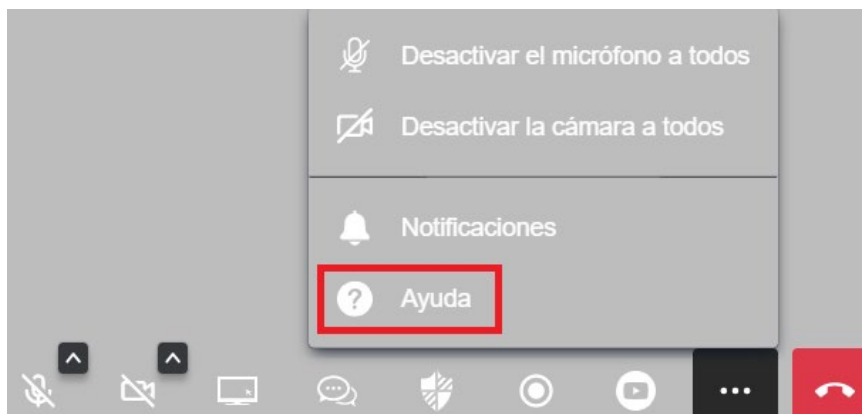 Desactivar el micrófono a todos
Desactivar la cámara a todos
Notificaciones
Ayuda